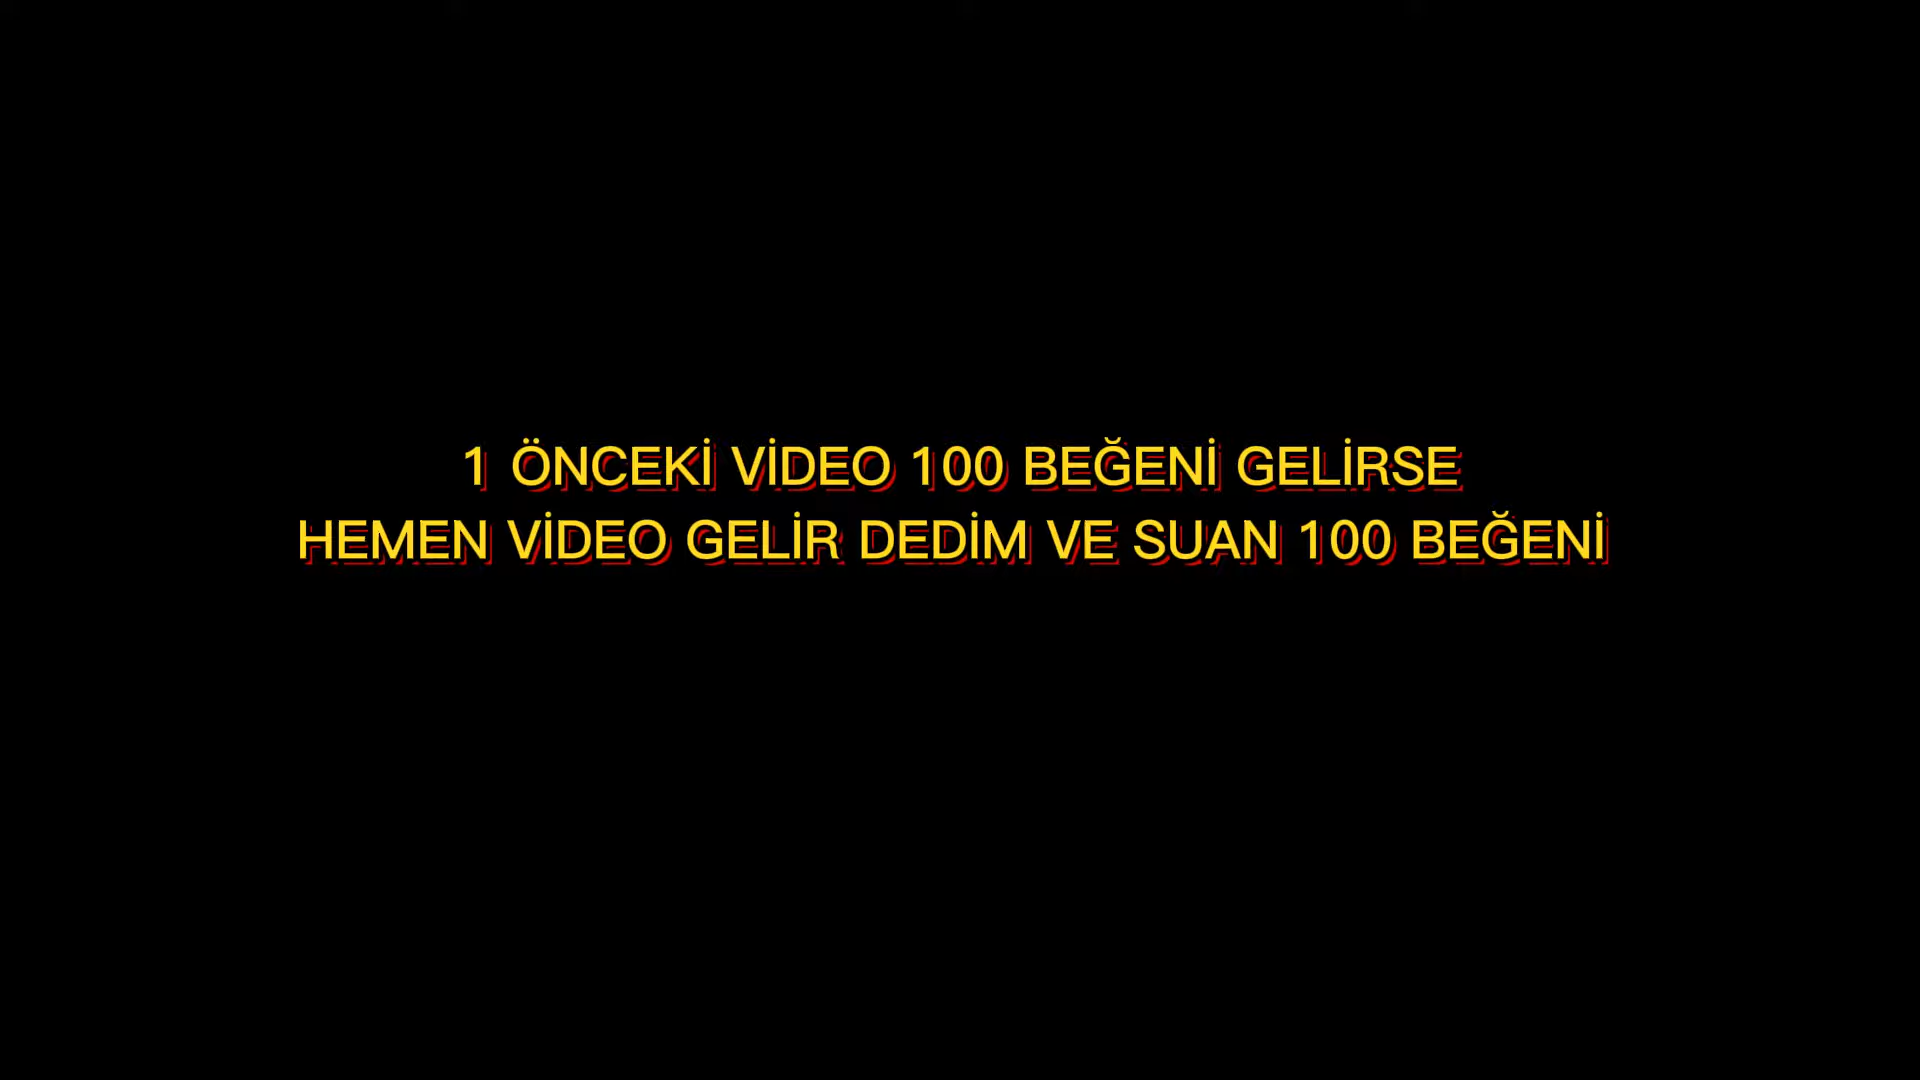 1 ÖNCEKİ VİDEO 100 BEĞENİ GELİRSE
HEMEN VİDEO GELİR DEDİM VE SUAN 100 BEĞENİ